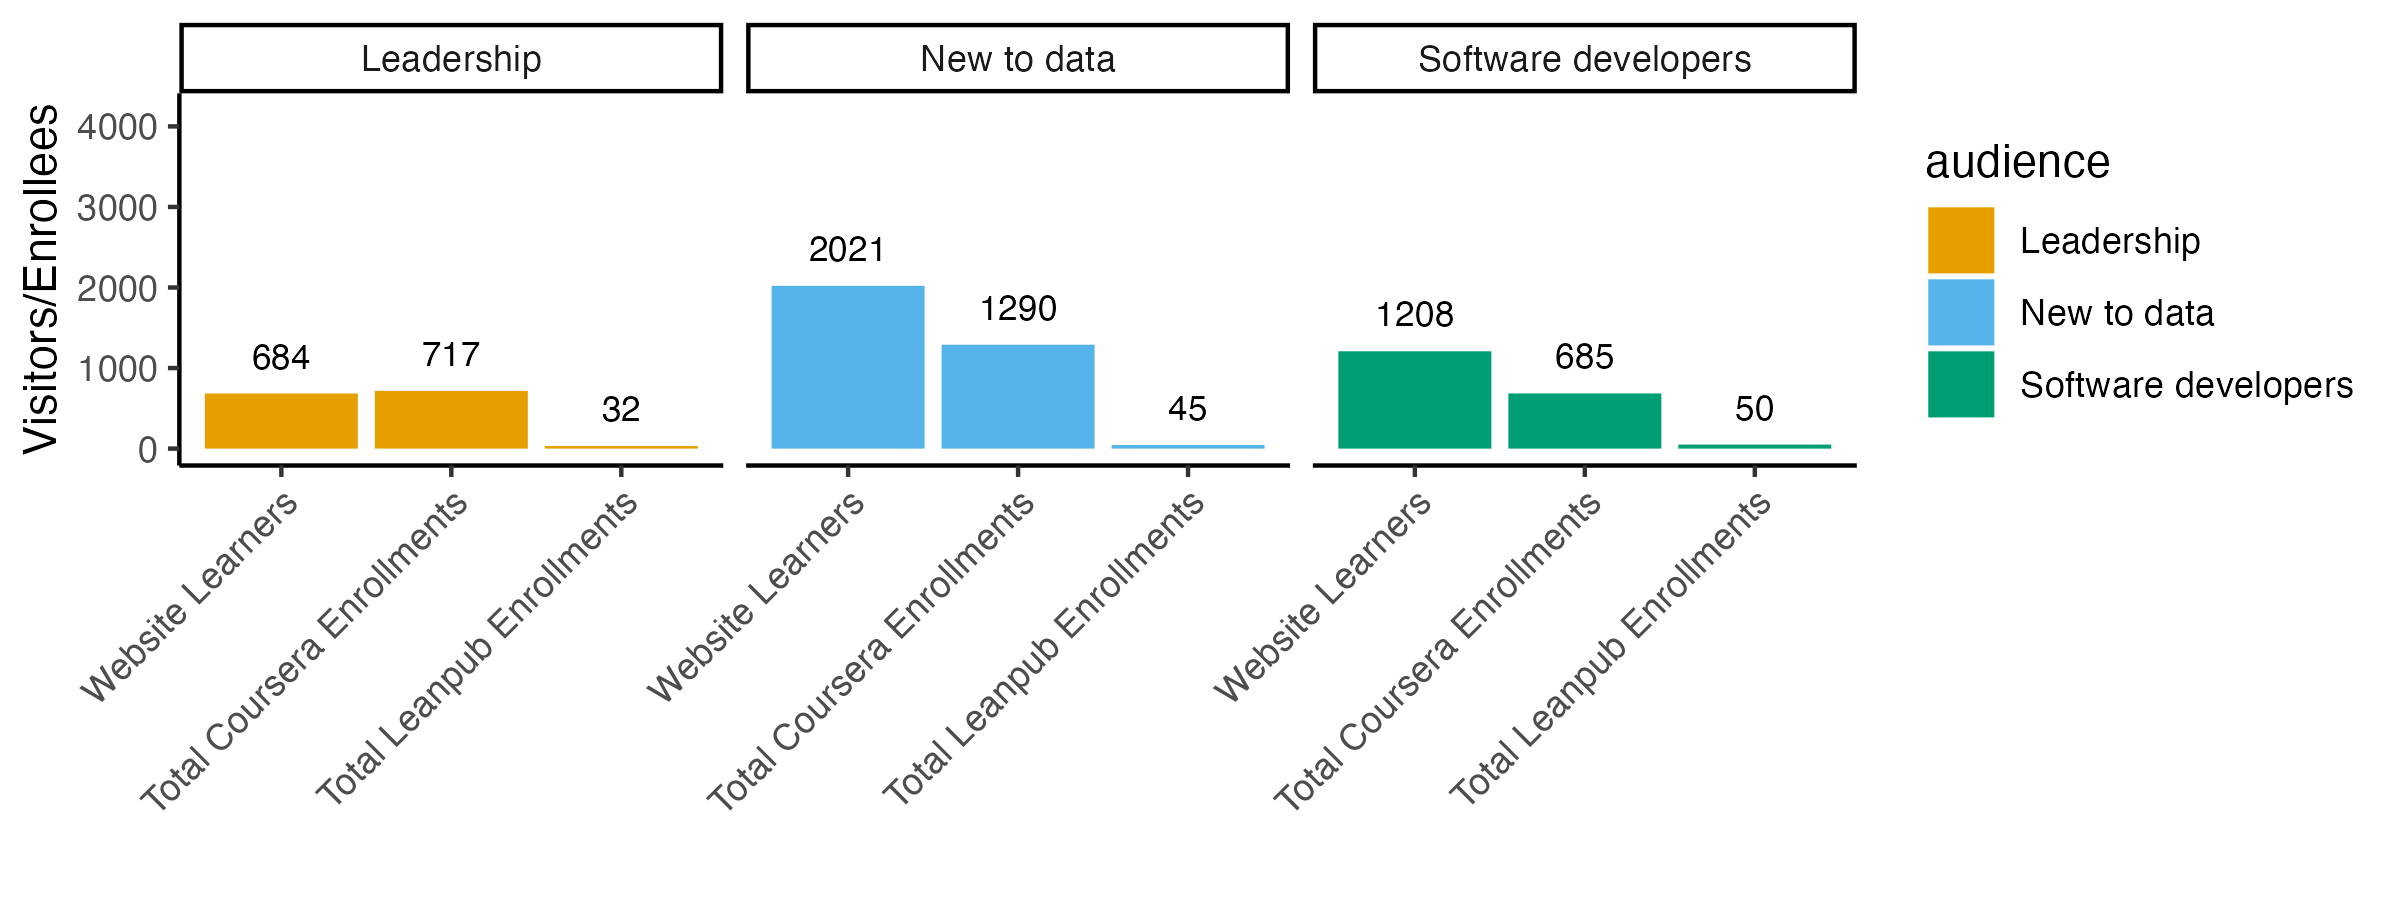 Leadership
New to data
Software developers
Visitors/Enrollees
4000
3000
2000
1000
0
684
717
32
2021
1290
45
1208
685
50
Website Learners
Total Coursera Enrollments
Total Leanpub Enrollments
Website Learners
Total Coursera Enrollments
Total Leanpub Enrollments
Website Learners
Total Coursera Enrollments
Total Leanpub Enrollments
audience
Leadership
New to data
Software developers